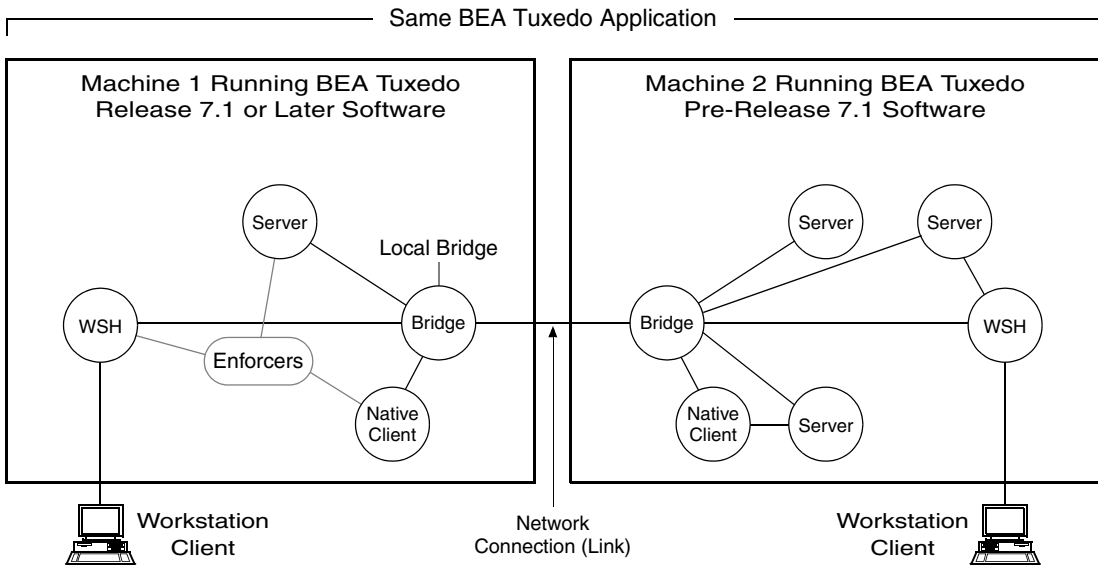 Same BEA Tuxedo Application
Machine 1 Running BEA Tuxedo
Release 7.1 or Later Software
Server
Local Bridge
WSH
Bridge
Enforcers
Native
Client
Workstation
Client
Network
Connection (Link)
Machine 2 Running BEA Tuxedo
Pre-Release 7.1 Software
Server
Server
Bridge
WSH
Native
Client
Server
Workstation
Client